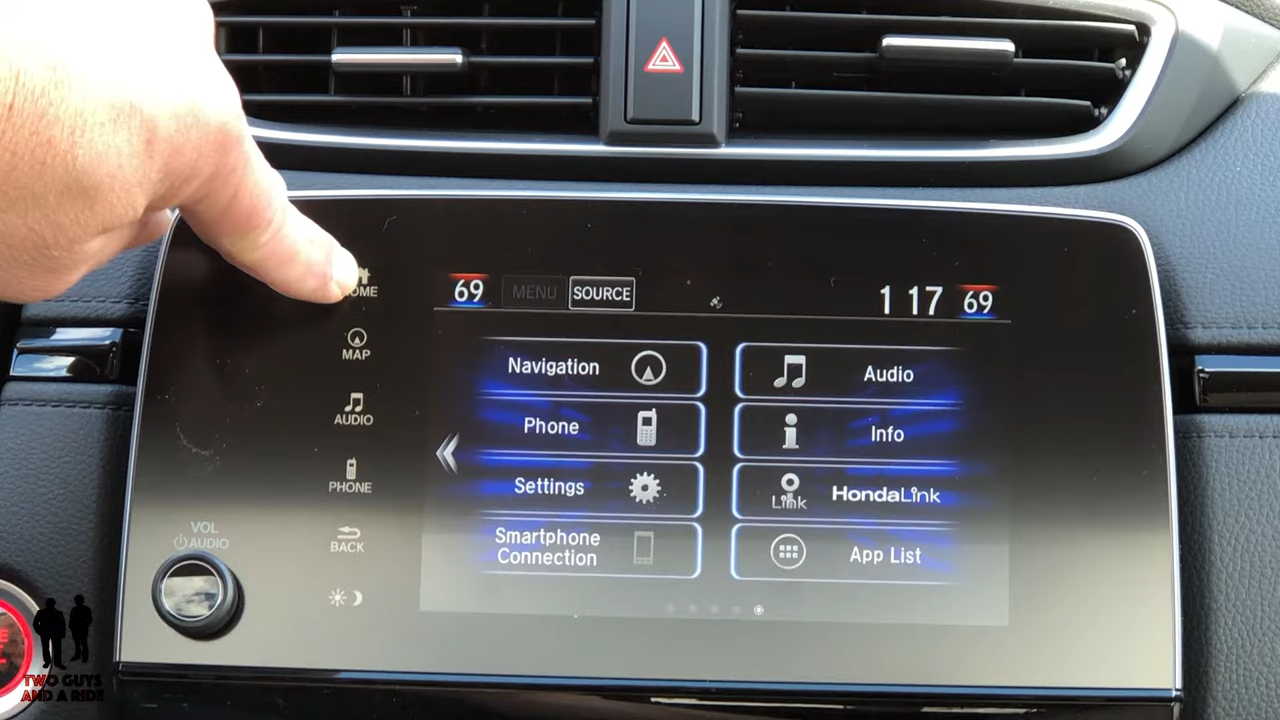 HOME
MAP
AUDIO
PHONE
BACK
VOL
AUDIO
69 MENU SOURCE 1 17 69
Navigation
Audio
Phone
Info
Settings
Link HondaLink
Smartphone
Connection
App List
TWO GUYS
AND A RIDE